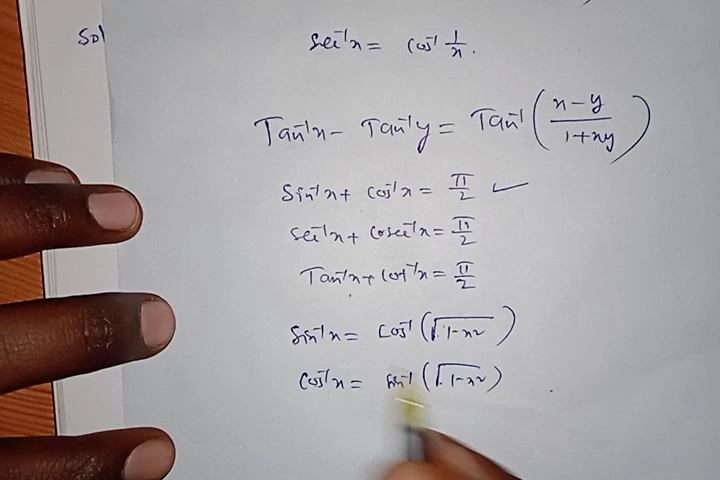 Sol
sec⁻¹x = cos⁻¹ 1/x.
Tan⁻¹x - Tan⁻¹y = Tan⁻¹ ( x-y / 1+xy )
Sin⁻¹x + cos⁻¹x = π/2 ✓
sec⁻¹x + cosec⁻¹x = π/2
Tan⁻¹x + cot⁻¹x = π/2
Sin⁻¹x = cos⁻¹ (√1-x²)
cos⁻¹x = sin⁻¹ (√1-x²)